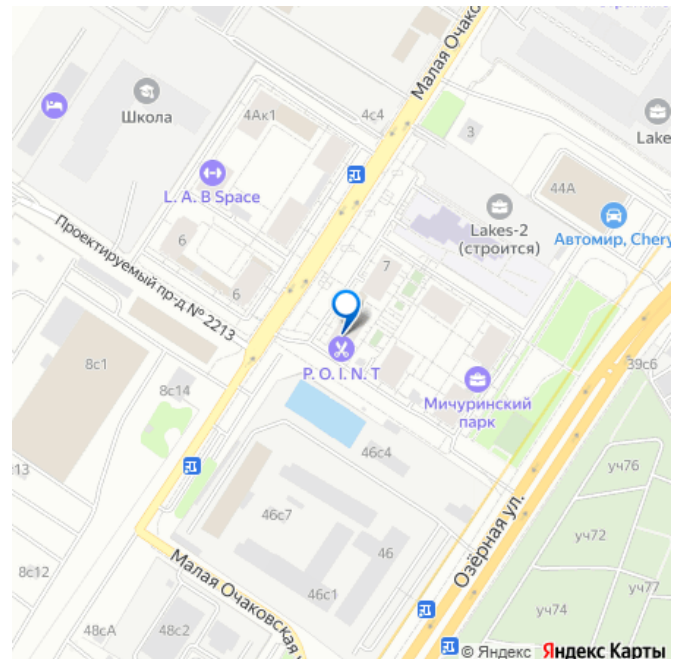 Малая Очако
Школа
4Ак1
4с4
3
Lake
L. A. B Space
44А
Lakes-2
(строится)
Автомир, Chery
Проектируемый пр-д № 2213
6
6
7
8с1
P. O. I. N. T
39с6
8с14
Мичуринский
парк
46с4
уч76
13
46с7
уч72
46
Озёрная ул.
8с12
Малая Очаковская
46с1
уч77
уч74
48сА
48с2
© Яндекс Яндекс Карты